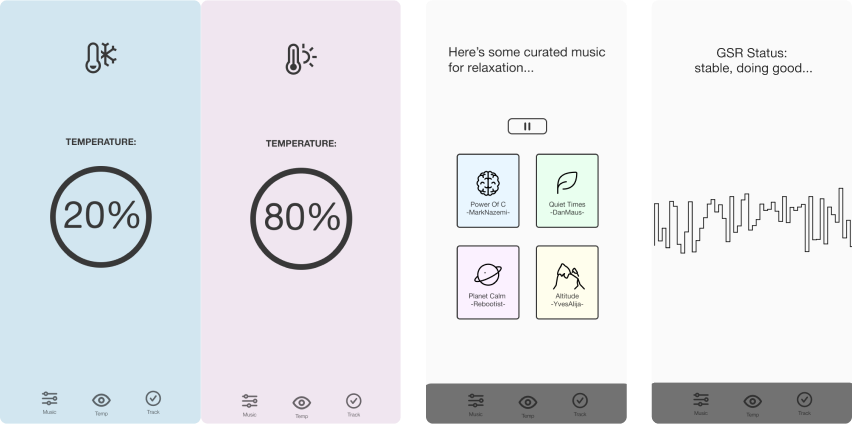 TEMPERATURE:
20%
Music
Temp
Track
TEMPERATURE:
80%
Music
Temp
Track
Here's some curated music
for relaxation...
Power Of C
-MarkNazemi-
Quiet Times
-DanMaus-
Planet Calm
-Rebootist-
Altitude
-YvesAlija-
Music
Temp
Track
GSR Status:
stable, doing good...
Music
Temp
Track